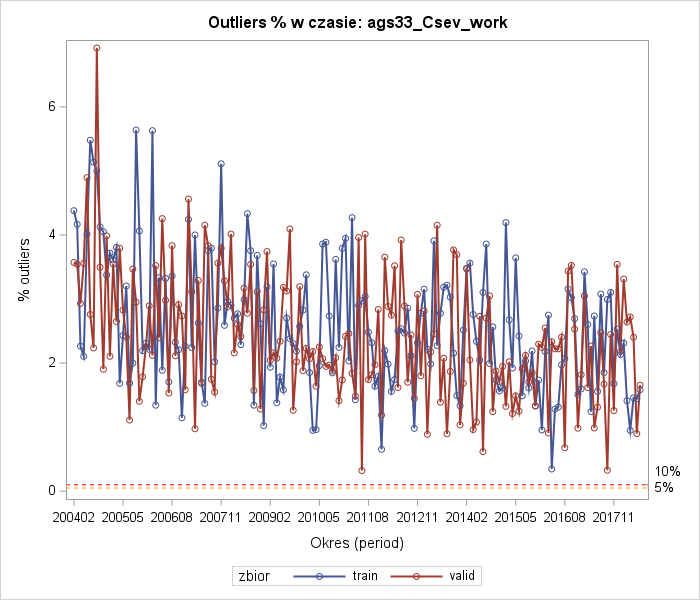 Outliers % w czasie: ags33_Csev_work
% outliers
6
4
2
0
10%
5%
200402 200505 200608 200711 200902 201005 201108 201211 201402 201505 201608 201711
Okres (period)
zbior train valid